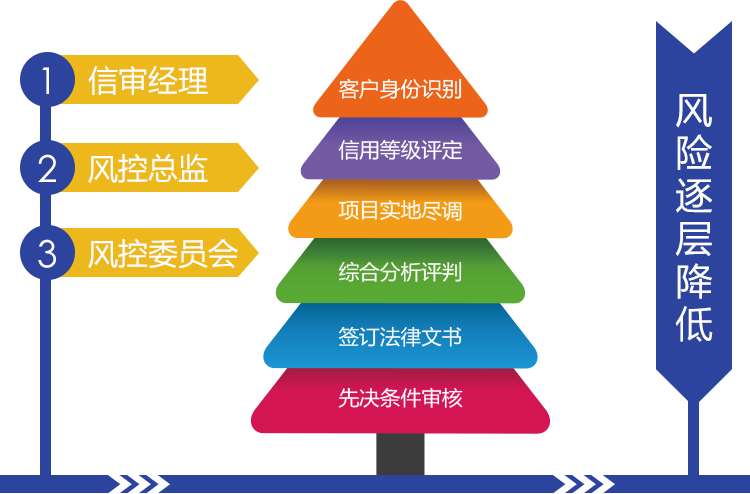 1 信审经理
2 风控总监
3 风控委员会
客户身份识别
信用等级评定
项目实地尽调
综合分析评判
签订法律文书
先决条件审核
风险逐层降低